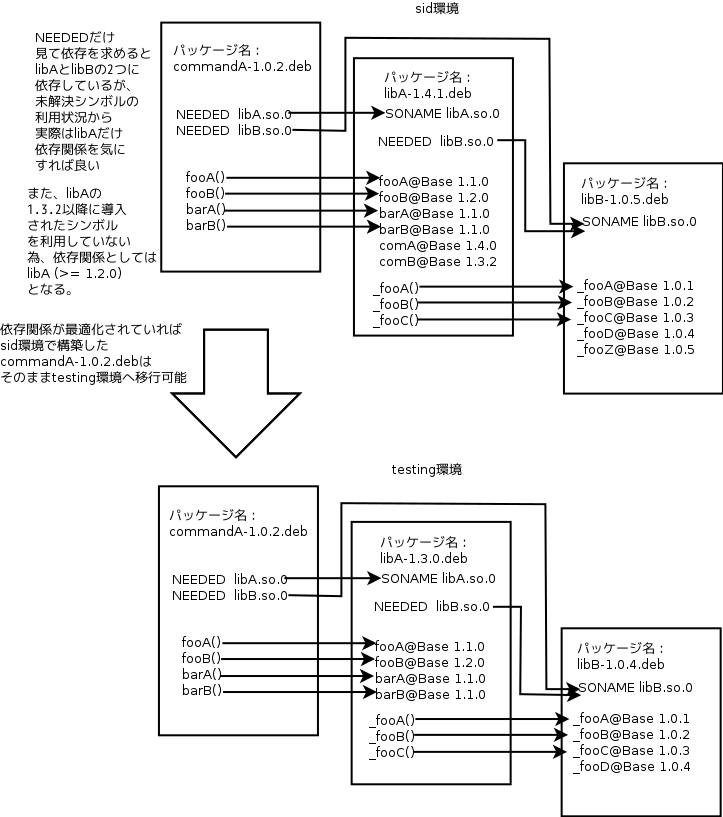 sid環境
NEEDEDだけ
見て依存を求めると
libAとlibBの2つに
依存しているが、
未解決シンボルの
利用状況から
実際はlibAだけ
依存関係を気に
すれば良い
また、libAの
1.3.2以降に導入
されたシンボル
を利用していない
為、依存関係としては
libA (>= 1.2.0)
となる。
パッケージ名：
commandA-1.0.2.deb
NEEDED libA.so.0
NEEDED libB.so.0
fooA()
fooB()
barA()
barB()
パッケージ名：
libA-1.4.1.deb
SONAME libA.so.0
NEEDED libB.so.0
fooA@Base 1.1.0
fooB@Base 1.2.0
barA@Base 1.1.0
barB@Base 1.1.0
comA@Base 1.4.0
comB@Base 1.3.2
_fooA()
_fooB()
_fooC()
パッケージ名：
libB-1.0.5.deb
SONAME libB.so.0
_fooA@Base 1.0.1
_fooB@Base 1.0.2
_fooC@Base 1.0.3
_fooD@Base 1.0.4
_fooZ@Base 1.0.5
依存関係が最適化されていれば
sid環境で構築した
commandA-1.0.2.debは
そのままtesting環境へ移行可能
testing環境
パッケージ名：
commandA-1.0.2.deb
NEEDED libA.so.0
NEEDED libB.so.0
fooA()
fooB()
barA()
barB()
パッケージ名：
libA-1.3.0.deb
SONAME libA.so.0
NEEDED libB.so.0
fooA@Base 1.1.0
fooB@Base 1.2.0
barA@Base 1.1.0
barB@Base 1.1.0
_fooA()
_fooB()
_fooC()
パッケージ名：
libB-1.0.4.deb
SONAME libB.so.0
_fooA@Base 1.0.1
_fooB@Base 1.0.2
_fooC@Base 1.0.3
_fooD@Base 1.0.4